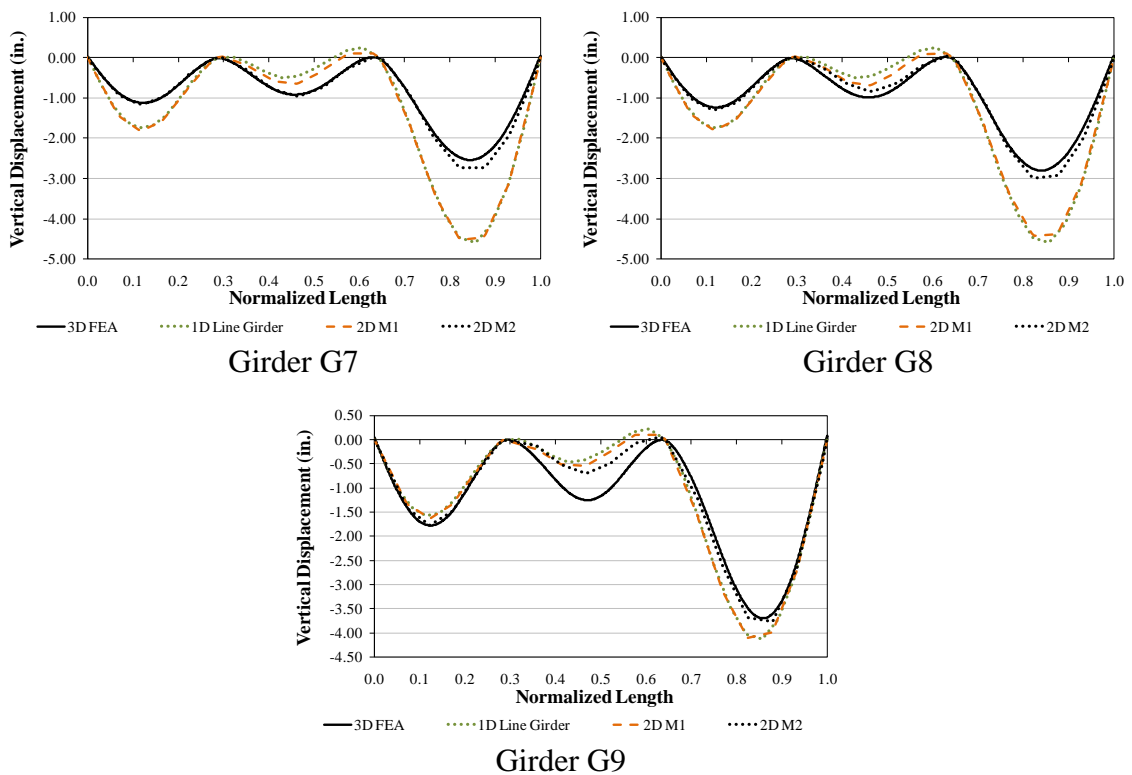 1.00
0.00
-1.00
-2.00
-3.00
-4.00
-5.00
Vertical Displacement (in.)
0.0 0.1 0.2 0.3 0.4 0.5 0.6 0.7 0.8 0.9 1.0
Normalized Length
3D FEA 1D Line Girder 2D M1 2D M2
Girder G7
1.00
0.00
-1.00
-2.00
-3.00
-4.00
-5.00
Vertical Displacement (in.)
0.0 0.1 0.2 0.3 0.4 0.5 0.6 0.7 0.8 0.9 1.0
Normalized Length
3D FEA 1D Line Girder 2D M1 2D M2
Girder G8
0.50
0.00
-0.50
-1.00
-1.50
-2.00
-2.50
-3.00
-3.50
-4.00
-4.50
Vertical Displacement (in.)
0.0 0.1 0.2 0.3 0.4 0.5 0.6 0.7 0.8 0.9 1.0
Normalized Length
3D FEA 1D Line Girder 2D M1 2D M2
Girder G9